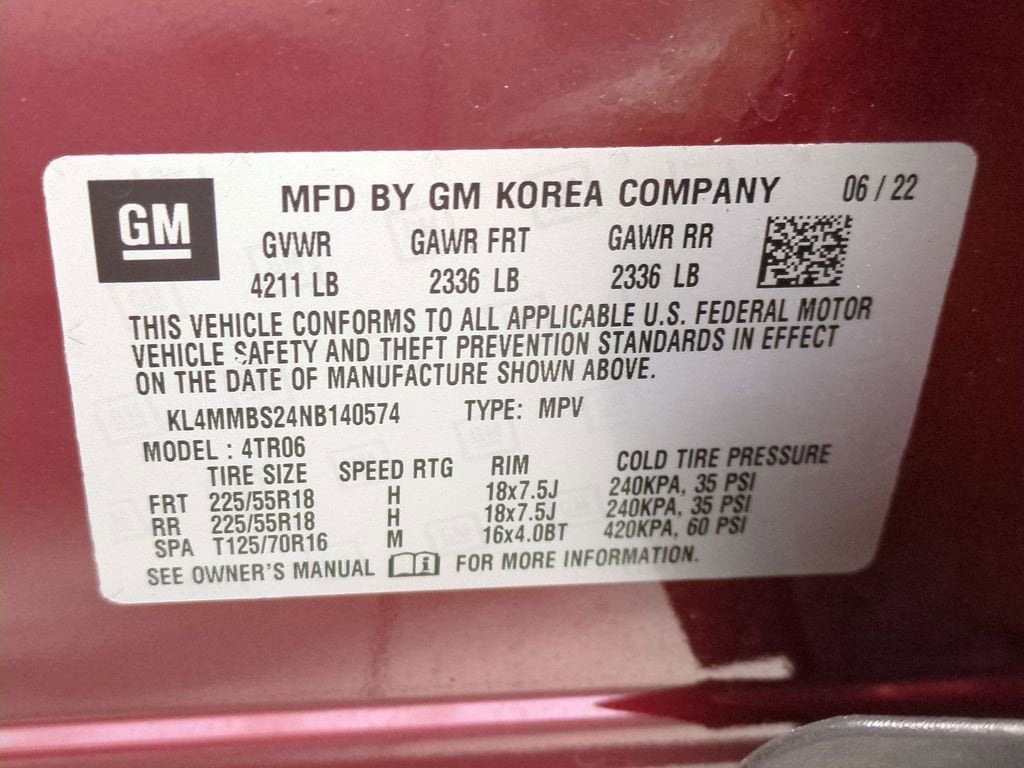 GM
MFD BY GM KOREA COMPANY 06 / 22
GVWR GAWR FRT GAWR RR
4211 LB 2336 LB 2336 LB
THIS VEHICLE CONFORMS TO ALL APPLICABLE U.S. FEDERAL MOTOR
VEHICLE SAFETY AND THEFT PREVENTION STANDARDS IN EFFECT
ON THE DATE OF MANUFACTURE SHOWN ABOVE.
KL4MMBS24NB140574 TYPE: MPV
MODEL : 4TR06
TIRE SIZE SPEED RTG RIM COLD TIRE PRESSURE
FRT 225/55R18 H 18x7.5J 240KPA, 35 PSI
RR 225/55R18 H 18x7.5J 240KPA, 35 PSI
SPA T125/70R16 M 16x4.0BT 420KPA, 60 PSI
SEE OWNER'S MANUAL i FOR MORE INFORMATION.